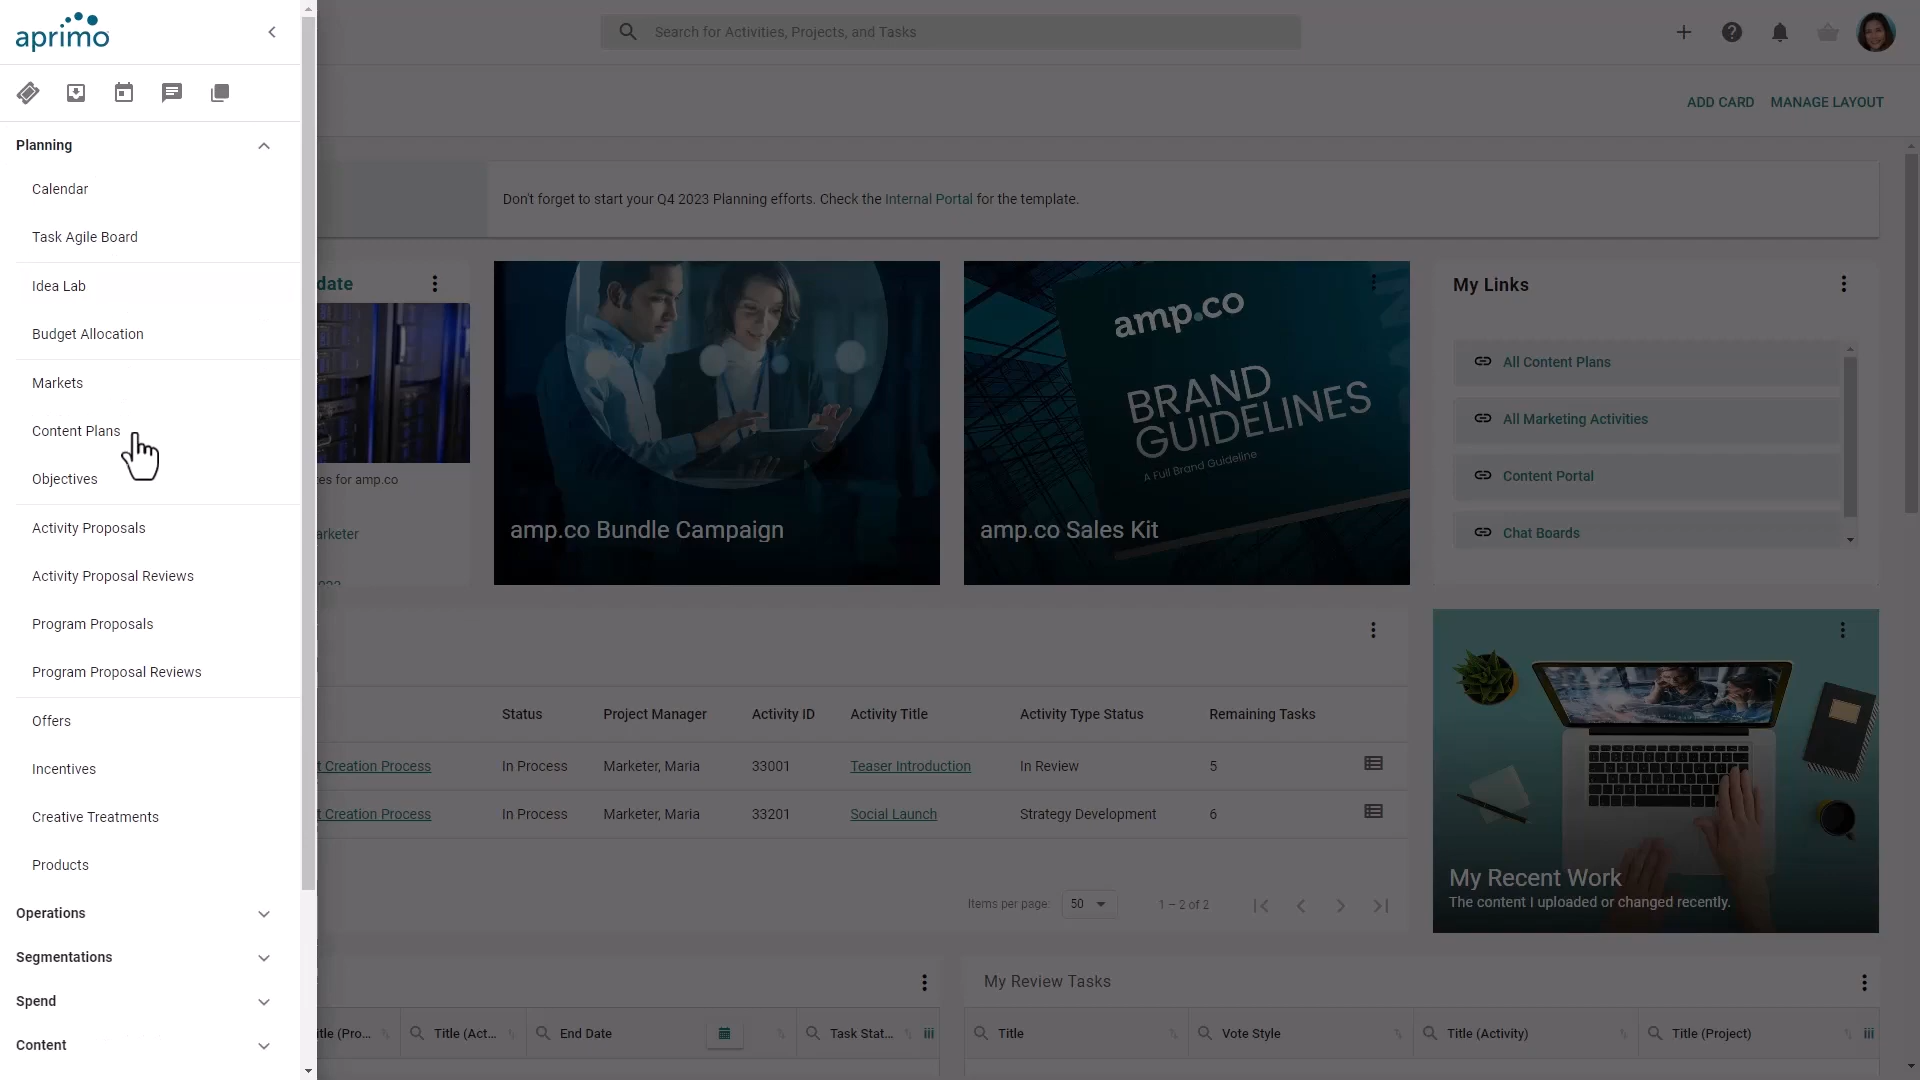 aprimo
Search for Activities, Projects, and Tasks
ADD CARD
MANAGE LAYOUT
Planning
Calendar
Task Agile Board
Idea Lab
Budget Allocation
Markets
Content Plans
Objectives
Activity Proposals
Activity Proposal Reviews
Program Proposals
Program Proposal Reviews
Offers
Incentives
Creative Treatments
Products
Operations
Segmentations
Spend
Content
Don't forget to start your Q4 2023 Planning efforts. Check the Internal Portal for the template.
date
es for amp.co
arketer
amp.co Bundle Campaign
amp.co
BRAND
GUIDELINES
A Full Brand Guideline
amp.co Sales Kit
My Links
All Content Plans
All Marketing Activities
Content Portal
Chat Boards
Status Project Manager Activity ID Activity Title Activity Type Status Remaining Tasks
t Creation Process In Process Marketer, Maria 33001 Teaser Introduction In Review 5
t Creation Process In Process Marketer, Maria 33201 Social Launch Strategy Development 6
Items per page: 50 1 – 2 of 2
My Recent Work
The content I uploaded or changed recently.
itle (Pro... Title (Act... End Date Task Stat...
My Review Tasks
Title Vote Style Title (Activity) Title (Project)